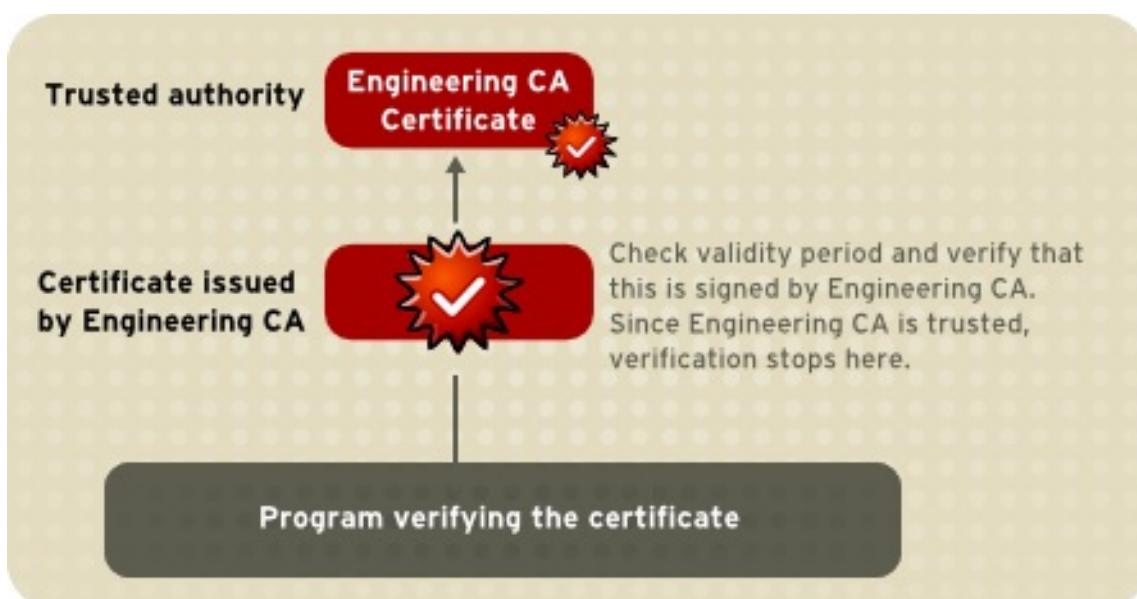 Trusted authority
Engineering CA
Certificate
Certificate issued
by Engineering CA
Check validity period and verify that
this is signed by Engineering CA.
Since Engineering CA is trusted,
verification stops here.
Program verifying the certificate